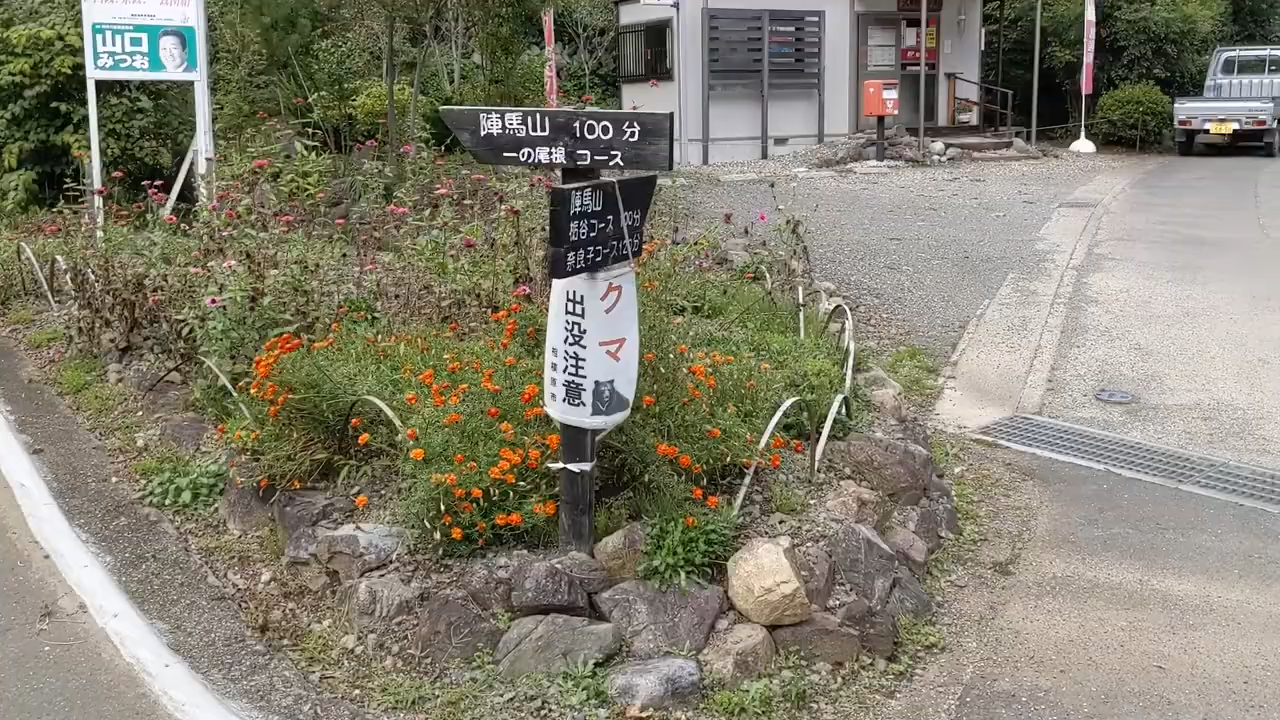 山口
みつお
陣馬山 100分
一の尾根 コース
陣馬山
栃谷コース 100分
奈良子コース120分
クマ
出没注意
相模原市